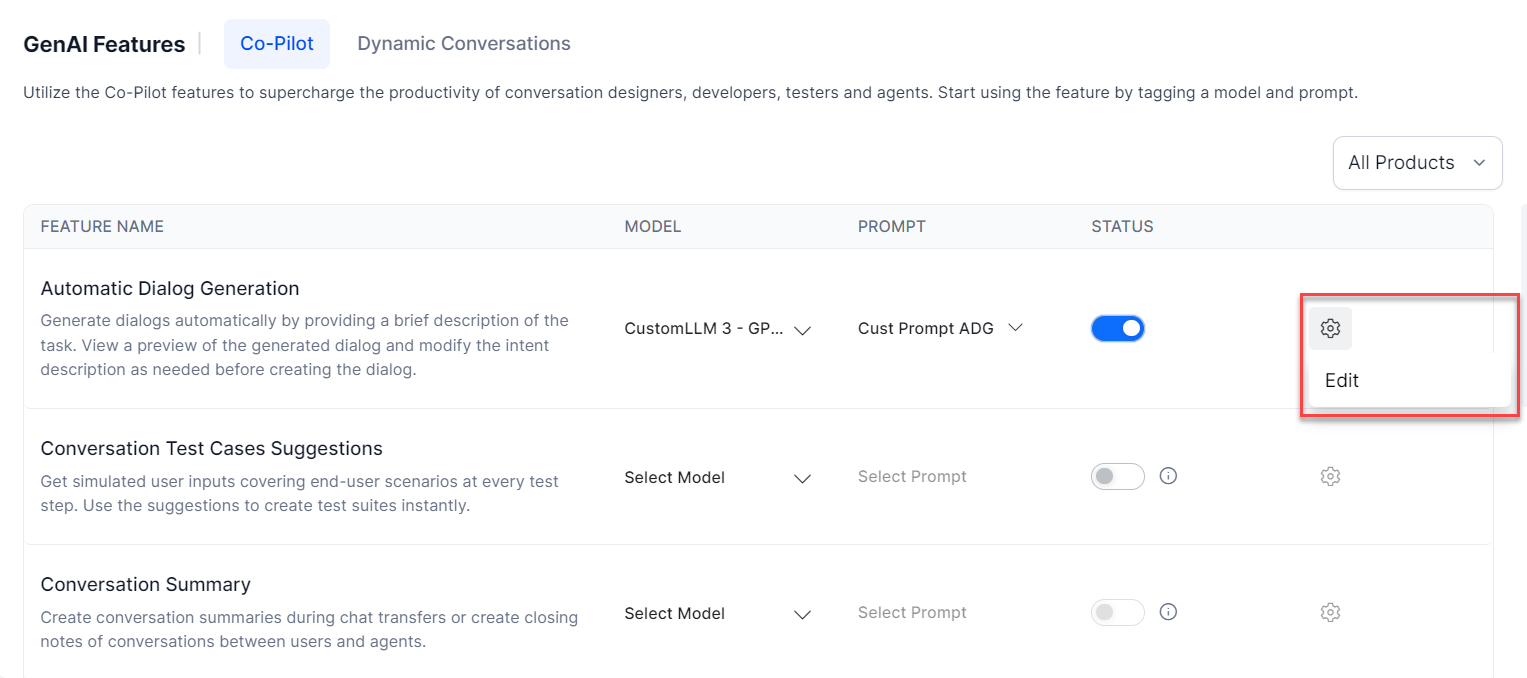 GenAI Features
Co-Pilot
Dynamic Conversations
Utilize the Co-Pilot features to supercharge the productivity of conversation designers, developers, testers and agents. Start using the feature by tagging a model and prompt.
All Products
FEATURE NAME
MODEL
PROMPT
STATUS
Automatic Dialog Generation
Generate dialogs automatically by providing a brief description of the
task. View a preview of the generated dialog and modify the intent
description as needed before creating the dialog.
CustomLLM 3 - GP...
Cust Prompt ADG
Edit
Conversation Test Cases Suggestions
Get simulated user inputs covering end-user scenarios at every test
step. Use the suggestions to create test suites instantly.
Select Model
Select Prompt
Conversation Summary
Create conversation summaries during chat transfers or create closing
notes of conversations between users and agents.
Select Model
Select Prompt